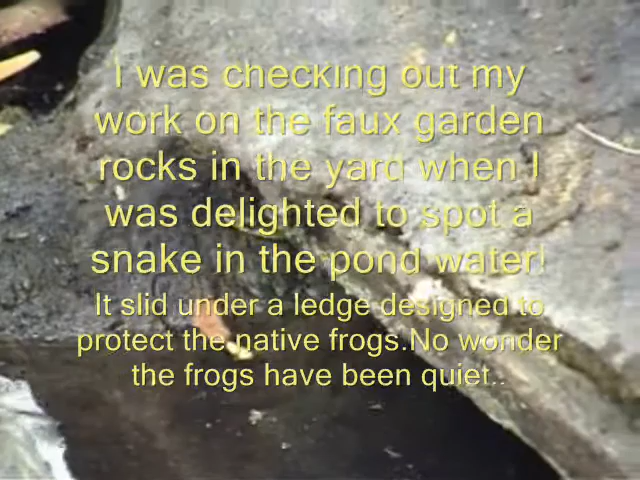 I was checking out my
work on the faux garden
rocks in the yard when I
was delighted to spot a
snake in the pond water!
It slid under a ledge designed to
protect the native frogs.No wonder
the frogs have been quiet..